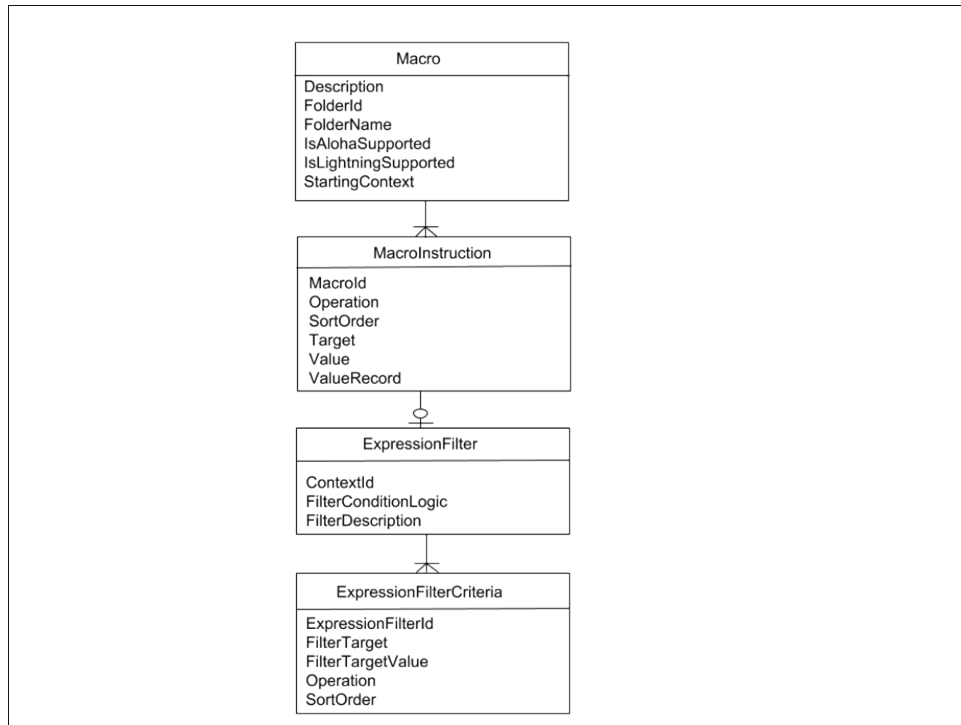 Macro
Description
FolderId
FolderName
IsAlohaSupported
IsLightningSupported
StartingContext
MacroInstruction
MacroId
Operation
SortOrder
Target
Value
ValueRecord
ExpressionFilter
ContextId
FilterConditionLogic
FilterDescription
ExpressionFilterCriteria
ExpressionFilterId
FilterTarget
FilterTargetValue
Operation
SortOrder